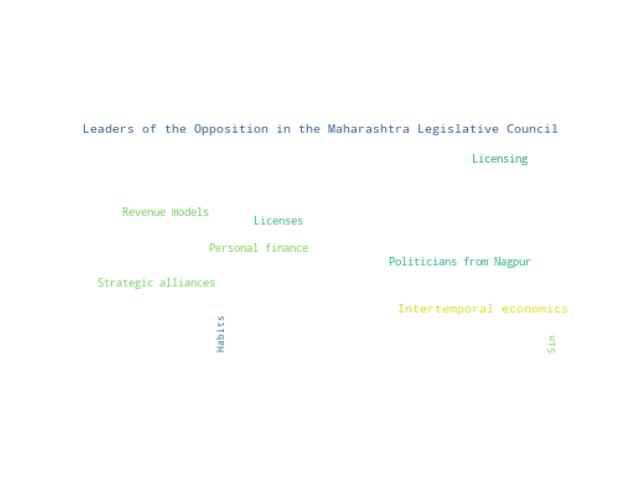 Leaders of the Opposition in the Maharashtra Legislative Council
Licensing
Revenue models
Licenses
Personal finance
Politicians from Nagpur
Strategic alliances
Intertemporal economics
Habits
Sin